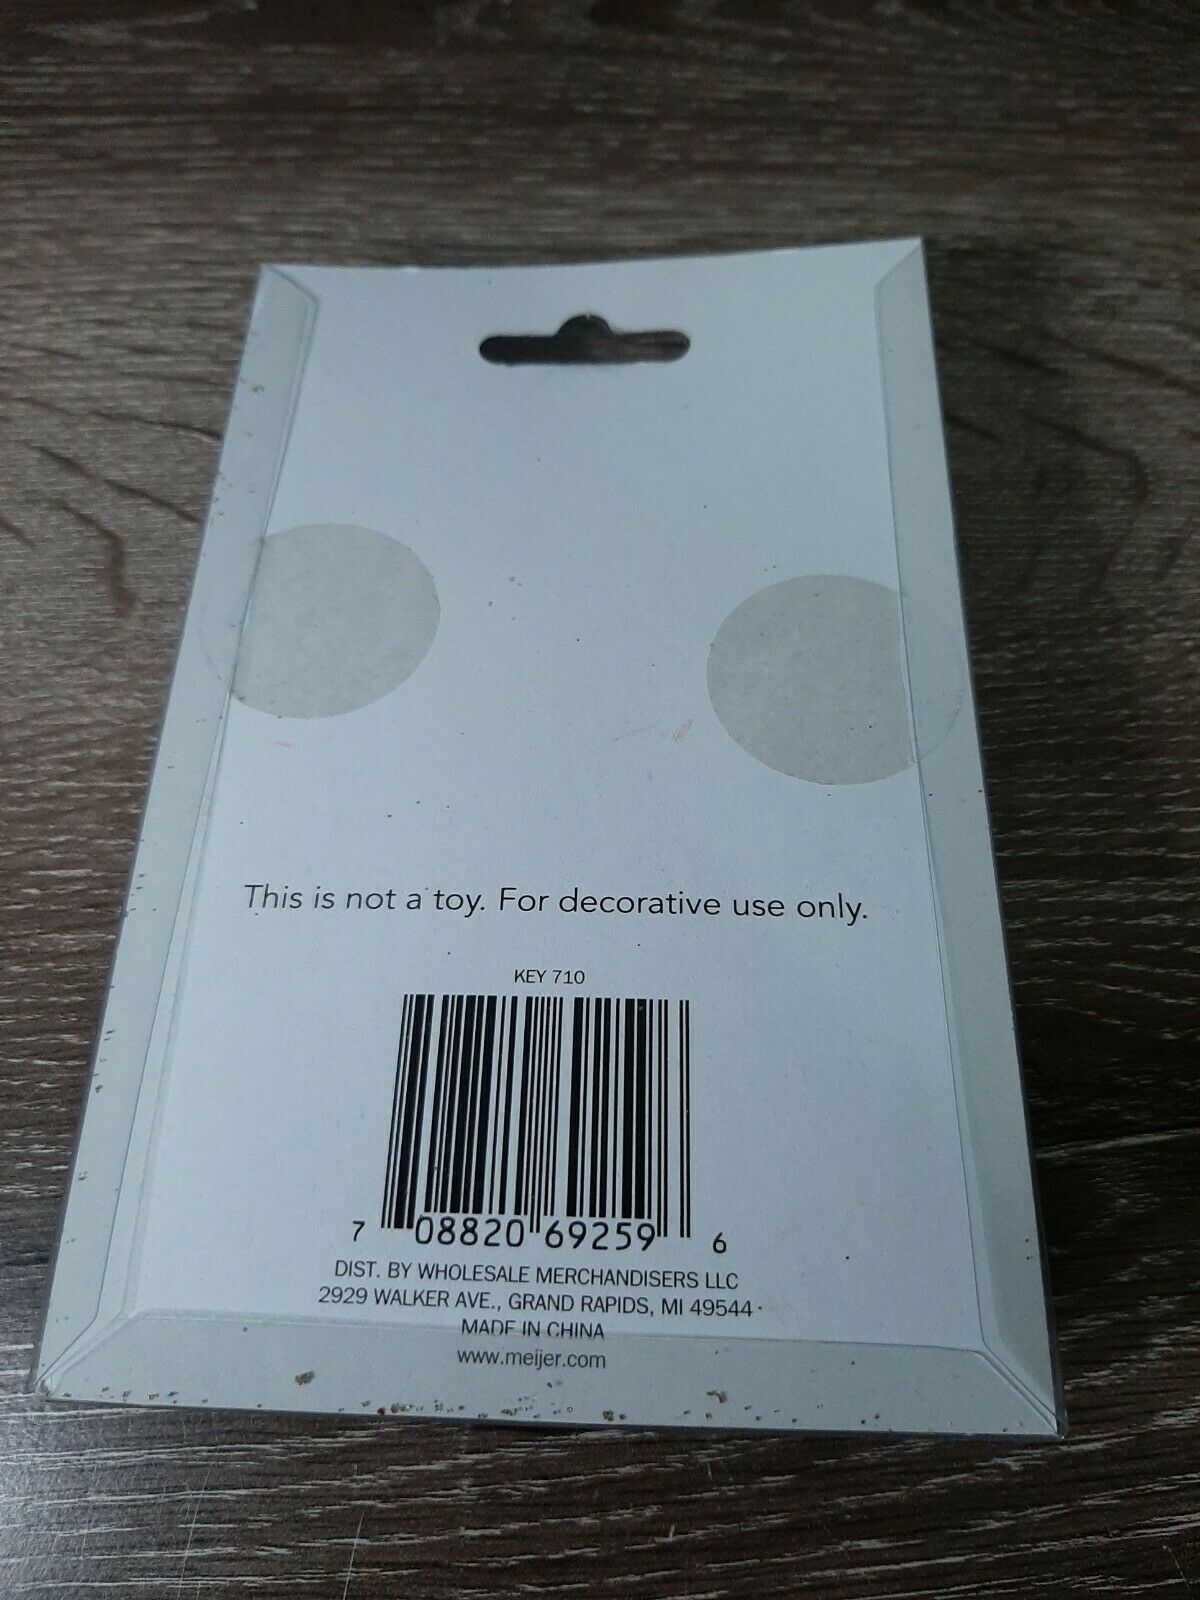 This is not a toy. For decorative use only.
KEY 710
7 08820 69259 6
DIST. BY WHOLESALE MERCHANDISERS LLC
2929 WALKER AVE., GRAND RAPIDS, MI 49544
MADE IN CHINA
www.meijer.com